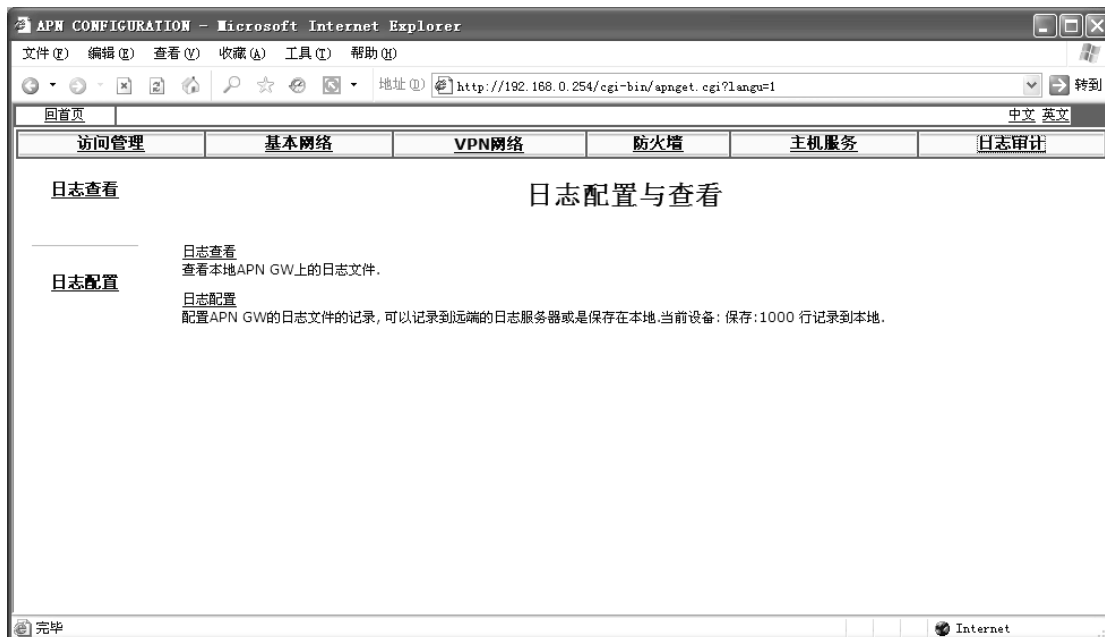 APN CONFIGURATION - Microsoft Internet Explorer
文件(F) 编辑(E) 查看(V) 收藏(A) 工具(T) 帮助(H)
地址(D) http://192.168.0.254/cgi-bin/apnget.cgi?langu=1 转到
回首页 中文 英文
访问管理 基本网络 VPN网络 防火墙 主机服务 日志审计
日志查看
日志配置与查看
日志查看
查看本地APN GW上的日志文件.
日志配置
日志配置
配置APN GW的日志文件的记录,可以记录到远端的日志服务器或是保存在本地.当前设备:保存:1000 行记录到本地.
完毕 Internet